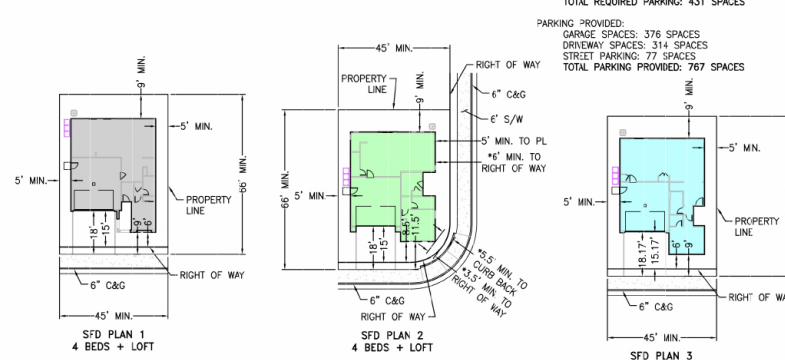 TOTAL REQUIRED PARKING: 431 SPACES
PARKING PROVIDED:
GARAGE SPACES: 376 SPACES
DRIVEWAY SPACES: 314 SPACES
STREET PARKING: 77 SPACES
TOTAL PARKING PROVIDED: 767 SPACES
9' MIN.
5' MIN.
5' MIN.
66' MIN.
PROPERTY
LINE
18'
15'
9'
6'
RIGHT OF WAY
6" C&G
45' MIN.
SFD PLAN 1
4 BEDS + LOFT
45' MIN.
RIGHT OF WAY
PROPERTY
LINE
9' MIN.
6" C&G
6' S/W
5' MIN. TO PL
*6' MIN. TO
RIGHT OF WAY
66' MIN.
5' MIN.
18'
15'
8.6'
11.5'
*5.5' MIN. TO
CURB BACK
*3.5' MIN. TO
RIGHT OF WAY
6" C&G
RIGHT OF WAY
SFD PLAN 2
4 BEDS + LOFT
9' MIN.
5' MIN.
5' MIN.
PROPERTY
LINE
18.17'
15.17'
6'
9'
RIGHT OF WA
6" C&G
45' MIN.
SFD PLAN 3